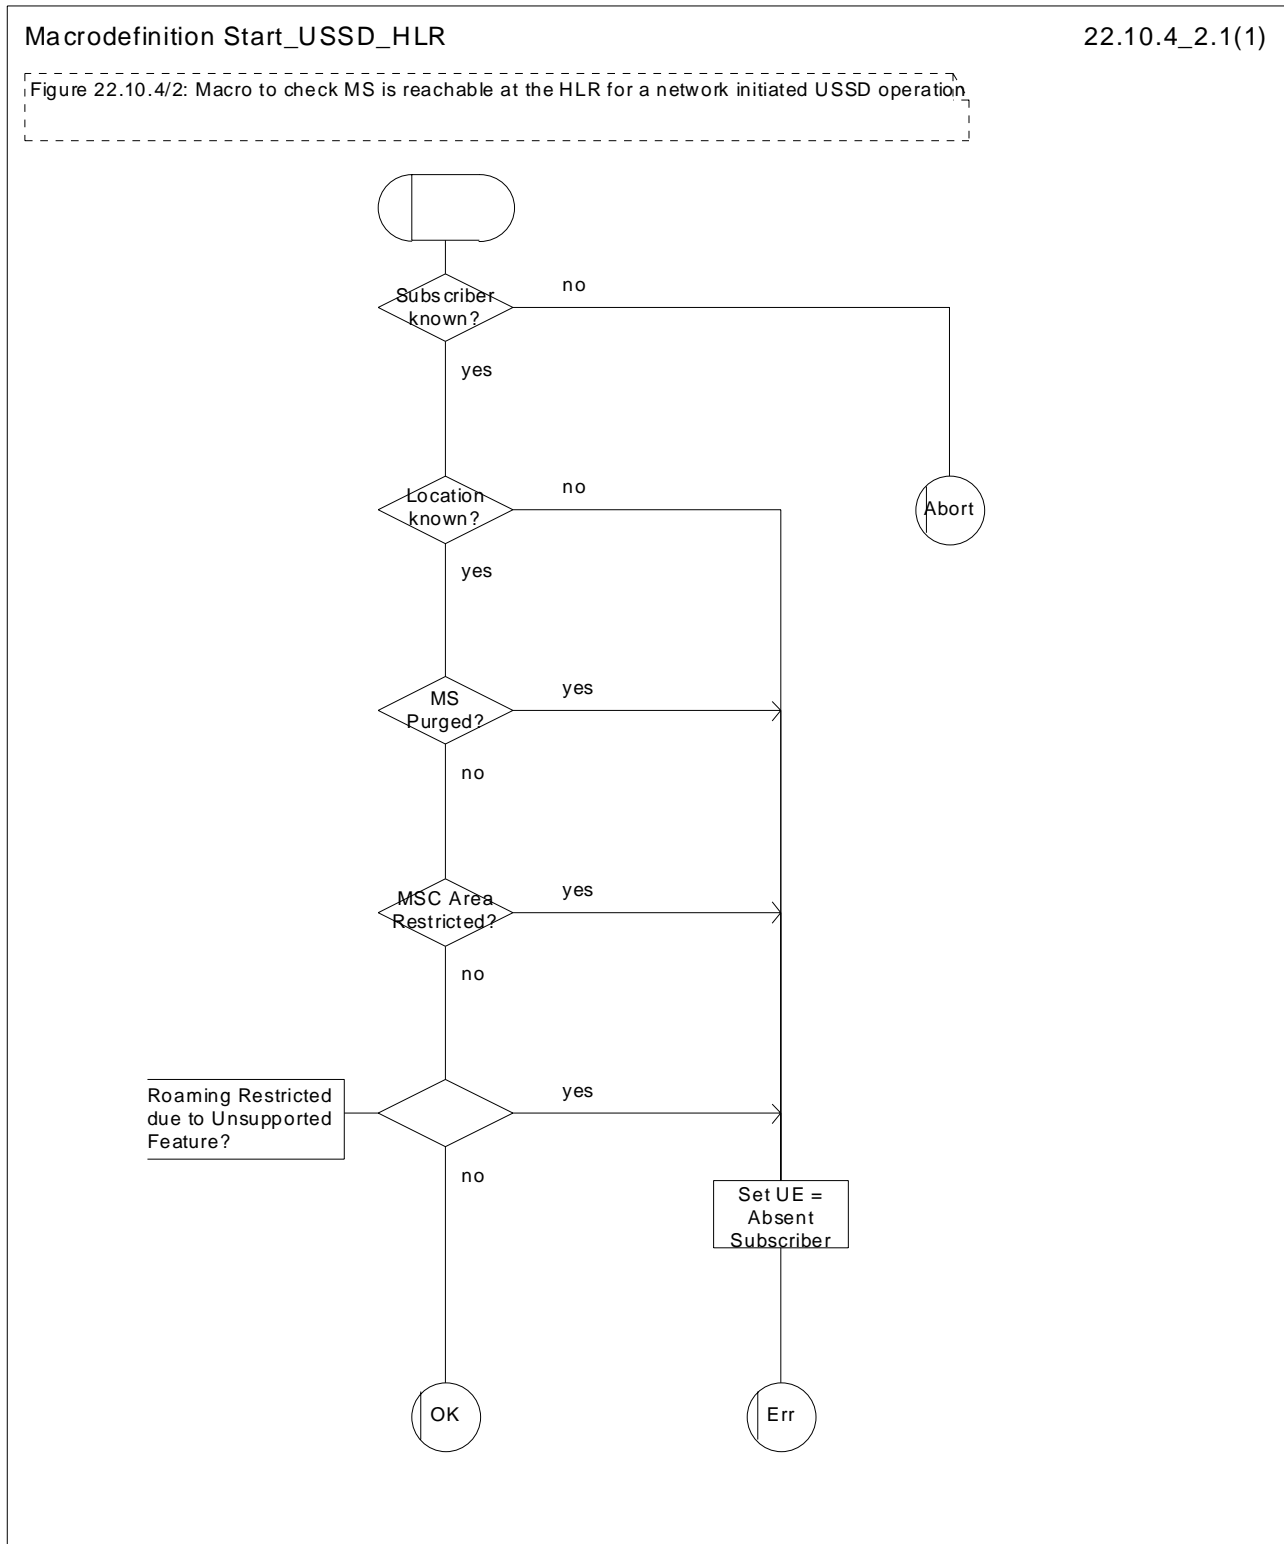 Macrodefinition Start_USSD_HLR
22.10.4_2.1(1)
Figure 22.10.4/2: Macro to check MS is reachable at the HLR for a network initiated USSD operation
Subscriber
known?
no
yes
Location
known?
no
Abort
yes
MS
Purged?
yes
no
MSC Area
Restricted?
yes
no
Roaming Restricted
due to Unsupported
Feature?
yes
no
Set UE =
Absent
Subscriber
OK
Err